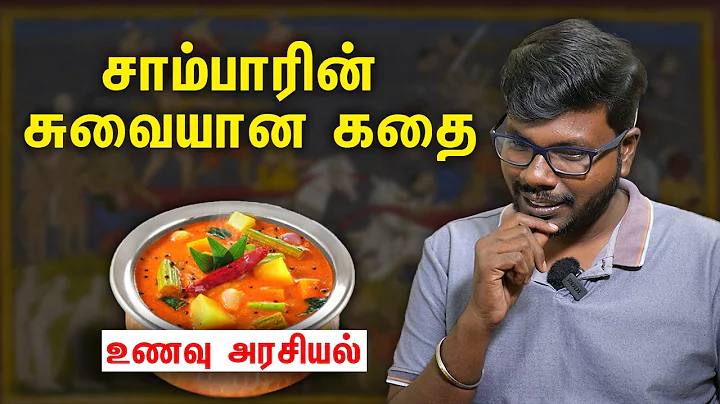 சாம்பாரின்
சுவையான கதை
உணவு அரசியல்